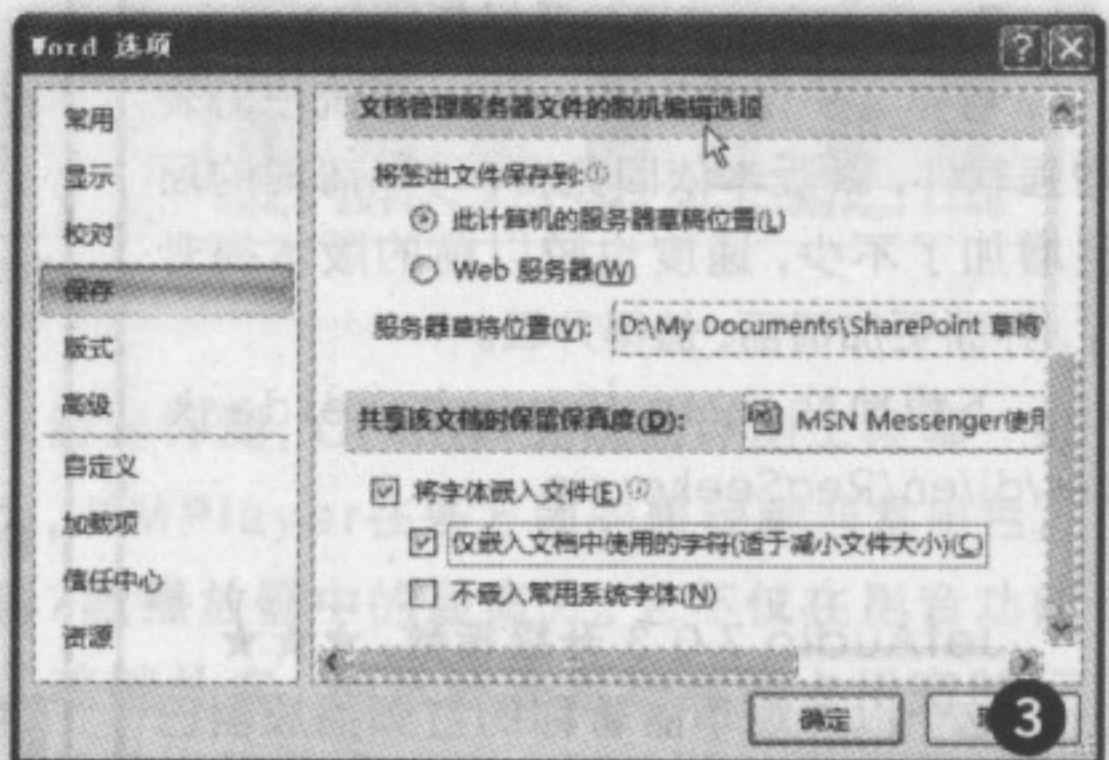 Word 选项
常用
显示
校对
保存
版式
高级
自定义
加载项
信任中心
资源
文档管理服务器文件的脱机编辑选项
将签出文件保存到:
此计算机的服务器草稿位置(L)
Web 服务器(W)
服务器草稿位置(V): D:\My Documents\SharePoint 草稿\
共享该文档时保留保真度(D): MSN Messenger使用
将字体嵌入文件(E)
仅嵌入文档中使用的字符(适于减小文件大小)(C)
不嵌入常用系统字体(N)
确定
3